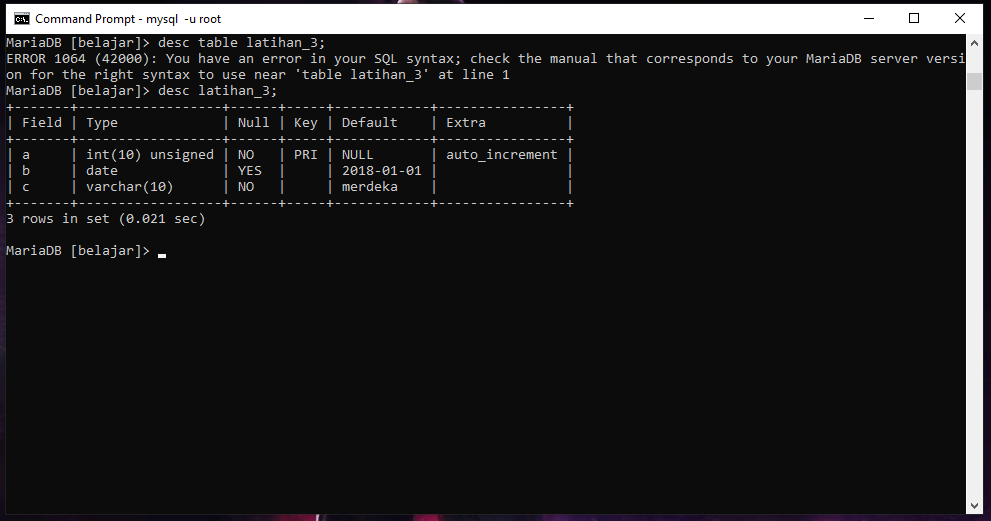 Command Prompt - mysql  -u root
MariaDB [belajar]> desc table latihan_3;
ERROR 1064 (42000): You have an error in your SQL syntax; check the manual that corresponds to your MariaDB server versi
on for the right syntax to use near 'table latihan_3' at line 1
MariaDB [belajar]> desc latihan_3;
+-------+------------------+------+-----+------------+----------------+
| Field | Type             | Null | Key | Default    | Extra          |
+-------+------------------+------+-----+------------+----------------+
| a     | int(10) unsigned | NO   | PRI | NULL       | auto_increment |
| b     | date             | YES  |     | 2018-01-01 |                |
| c     | varchar(10)      | NO   |     | merdeka    |                |
+-------+------------------+------+-----+------------+----------------+
3 rows in set (0.021 sec)
MariaDB [belajar]>